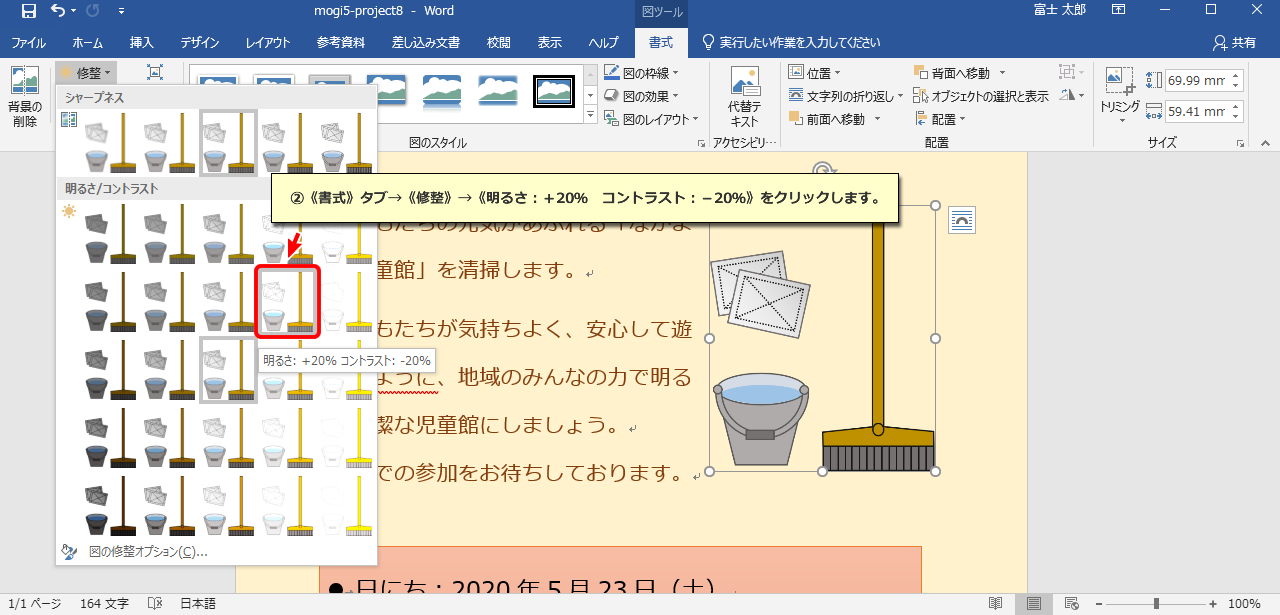 mogi5-project8 - Word
図ツール
富士 太郎
ファイル ホーム 挿入 デザイン レイアウト 参考資料 差し込み文書 校閲 表示 ヘルプ 書式 実行したい作業を入力してください 共有
背景の
削除
修整
図の枠線
図の効果
図のレイアウト
図のスタイル
代替テ
キスト
アクセシビリ…
位置
文字列の折り返し
前面へ移動
背面へ移動
オブジェクトの選択と表示
配置
配置
トリミング
69.99 mm
59.41 mm
サイズ
シャープネス
明るさ/コントラスト
②《書式》タブ→《修整》→《明るさ：＋20%　コントラスト：－20%》をクリックします。
明るさ: +20% コントラスト: -20%
図の修整オプション(C)...
童館」を清掃します。
もたちが気持ちよく、安心して遊
ように、地域のみんなの力で明る
潔な児童館にしましょう。
での参加をお待ちしております。
●日にち：2020 年 5 月 23 日（土）
1/1 ページ 164 文字 日本語
100%